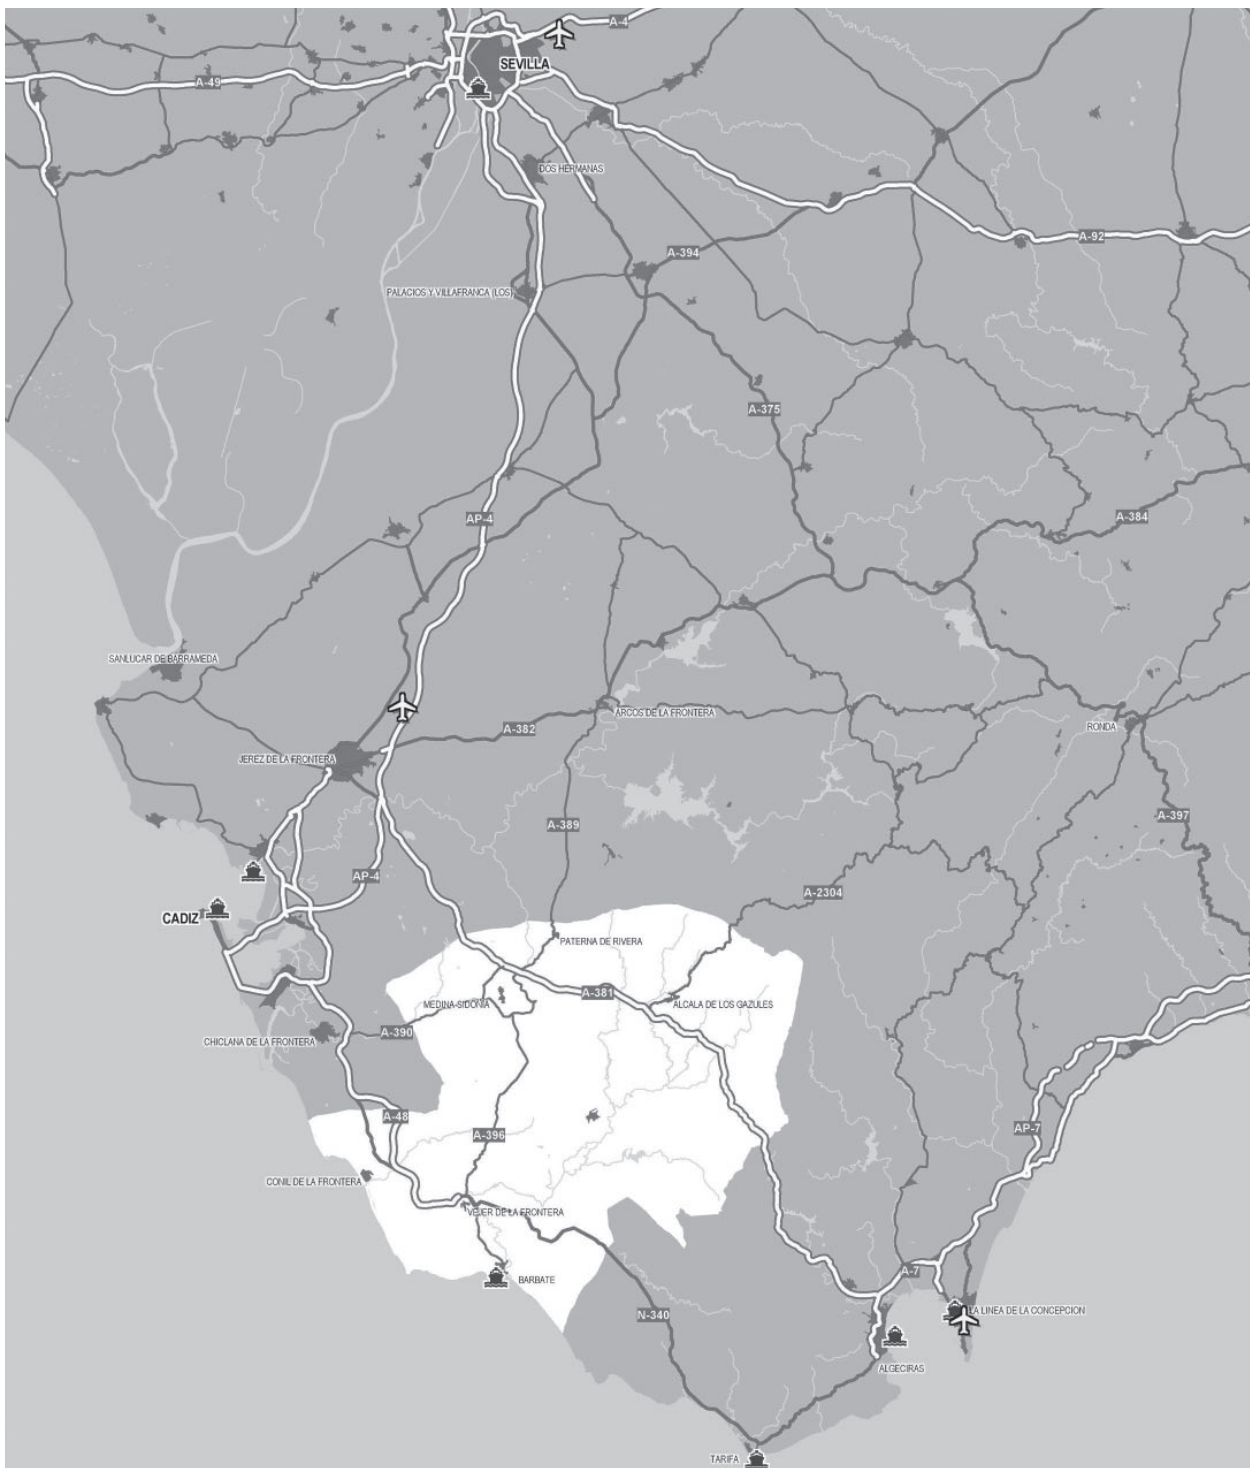 A-4
SEVILLA
A-49
DOS HERMANAS
A-92
A-394
PALACIOS Y VILLAFRANCA (LOS)
A-375
AP-4
A-384
SANLUCAR DE BARRAMEDA
ARCOS DE LA FRONTERA
RONDA
A-382
JEREZ DE LA FRONTERA
A-397
A-389
AP-4
A-2304
CADIZ
PATERNA DE RIVERA
A-381
MEDINA-SIDONIA
ALCALA DE LOS GAZULES
A-390
CHICLANA DE LA FRONTERA
A-48
AP-7
A-396
CONIL DE LA FRONTERA
VEJER DE LA FRONTERA
A-7
BARBATE
LA LINEA DE LA CONCEPCION
N-340
ALGECIRAS
TARIFA